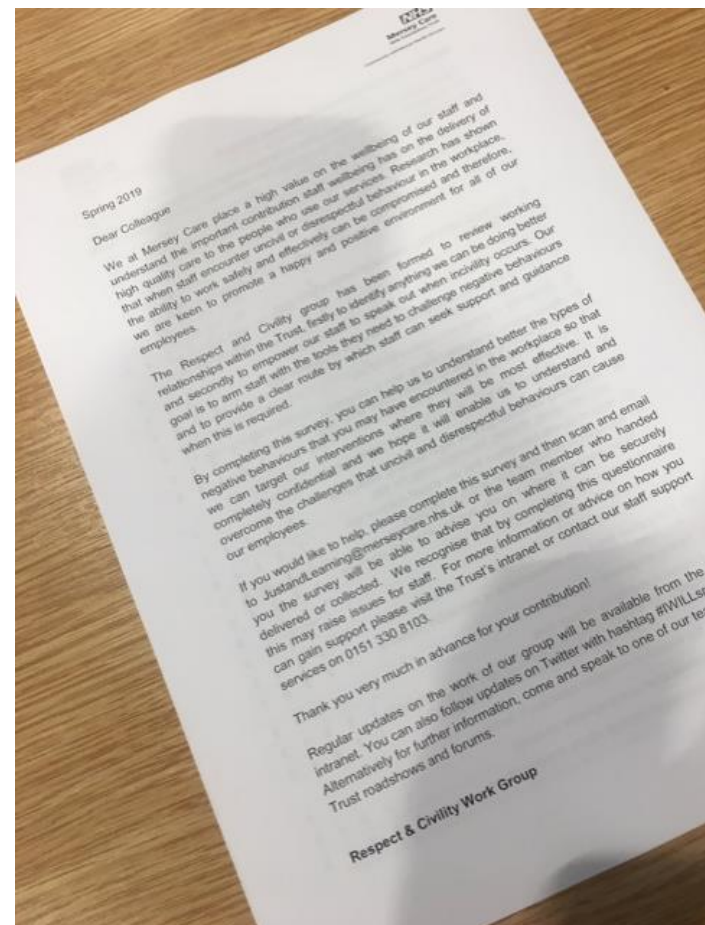 NHS
Mersey Care
Spring 2019
Dear Colleague
We at Mersey Care place a high value on the wellbeing of our staff and
understand the important contribution staff wellbeing has on the delivery of
high quality care to the people who use our services. Research has shown
that when staff encounter uncivil or disrespectful behaviour in the workplace,
the ability to work safely and effectively can be compromised and therefore,
we are keen to promote a happy and positive environment for all of our
employees.
The Respect and Civility group has been formed to review working
relationships within the Trust, firstly to identify anything we can be doing better
and secondly to empower our staff to speak out when incivility occurs. Our
goal is to arm staff with the tools they need to challenge negative behaviours
and to provide a clear route by which staff can seek support and guidance
when this is required.
By completing this survey, you can help us to understand better the types of
negative behaviours that you may have encountered in the workplace so that
we can target our interventions where they will be most effective. It is
completely confidential and we hope it will enable us to understand and
overcome the challenges that uncivil and disrespectful behaviours can cause
our employees.
If you would like to help, please complete this survey and then scan and email
to JustandLearning@merseycare.nhs.uk or the team member who handed
you the survey will be able to advise you on where it can be securely
delivered or collected. We recognise that by completing this questionnaire
this may raise issues for staff. For more information or advice on how you
can gain support please visit the Trust's intranet or contact our staff support
services on 0151 330 8103.
Thank you very much in advance for your contribution!
Regular updates on the work of our group will be available from the
intranet. You can also follow updates on Twitter with hashtag #IWILLsp
Alternatively for further information, come and speak to one of our te
Trust roadshows and forums.
Respect & Civility Work Group